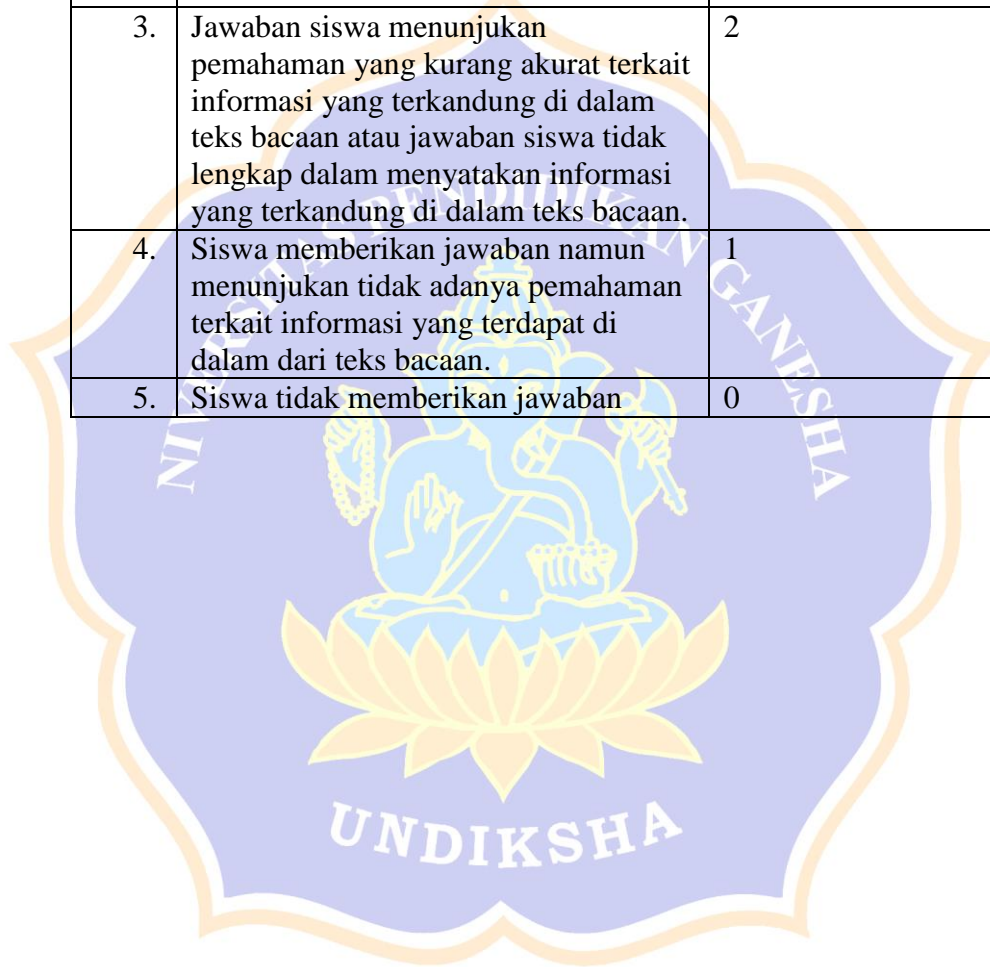 3. Jawaban siswa menunjukan 2
pemahaman yang kurang akurat terkait
informasi yang terkandung di dalam
teks bacaan atau jawaban siswa tidak
lengkap dalam menyatakan informasi
yang terkandung di dalam teks bacaan.
4. Siswa memberikan jawaban namun 1
menunjukan tidak adanya pemahaman
terkait informasi yang terdapat di
dalam dari teks bacaan.
5. Siswa tidak memberikan jawaban 0
NIVERSITAS PENDIDIKAN GANESHA
UNDIKSHA